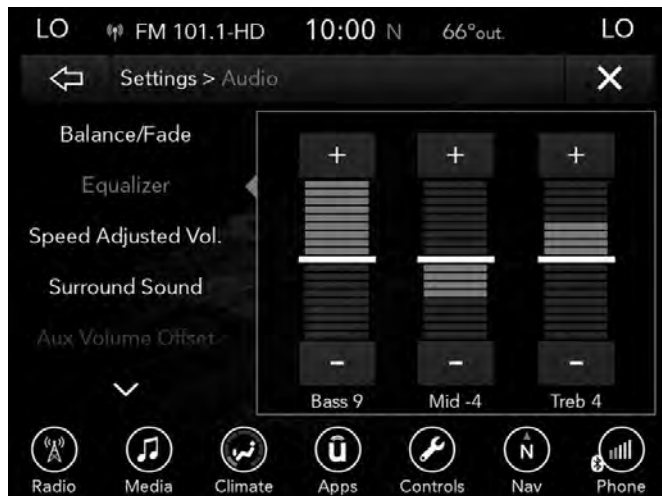 LO FM 101.1-HD 10:00 N 66°out. LO
Settings > Audio
Balance/Fade
Equalizer
Speed Adjusted Vol.
Surround Sound
Aux Volume Offset
+ + +
- - -
Bass 9 Mid -4 Treb 4
ū N
Radio Media Climate Apps Controls Nav Phone